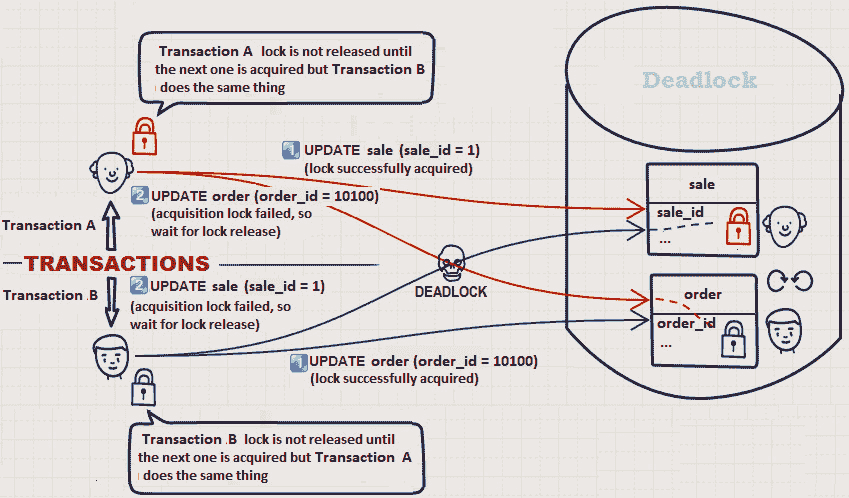 Transaction A lock is not released until
the next one is acquired but Transaction B
does the same thing
Deadlock
1 UPDATE sale (sale_id = 1)
(lock successfully acquired)
2 UPDATE order (order_id = 10100)
(acquisition lock failed, so
wait for lock release)
Transaction A
TRANSACTIONS
Transaction .B
2 UPDATE sale (sale_id = 1)
(acquisition lock failed, so
wait for lock release)
DEADLOCK
1 UPDATE order (order_id = 10100)
(lock successfully acquired)
sale
sale_id
...
order
order_id
...
Transaction .B lock is not released until
the next one is acquired but Transaction A
does the same thing